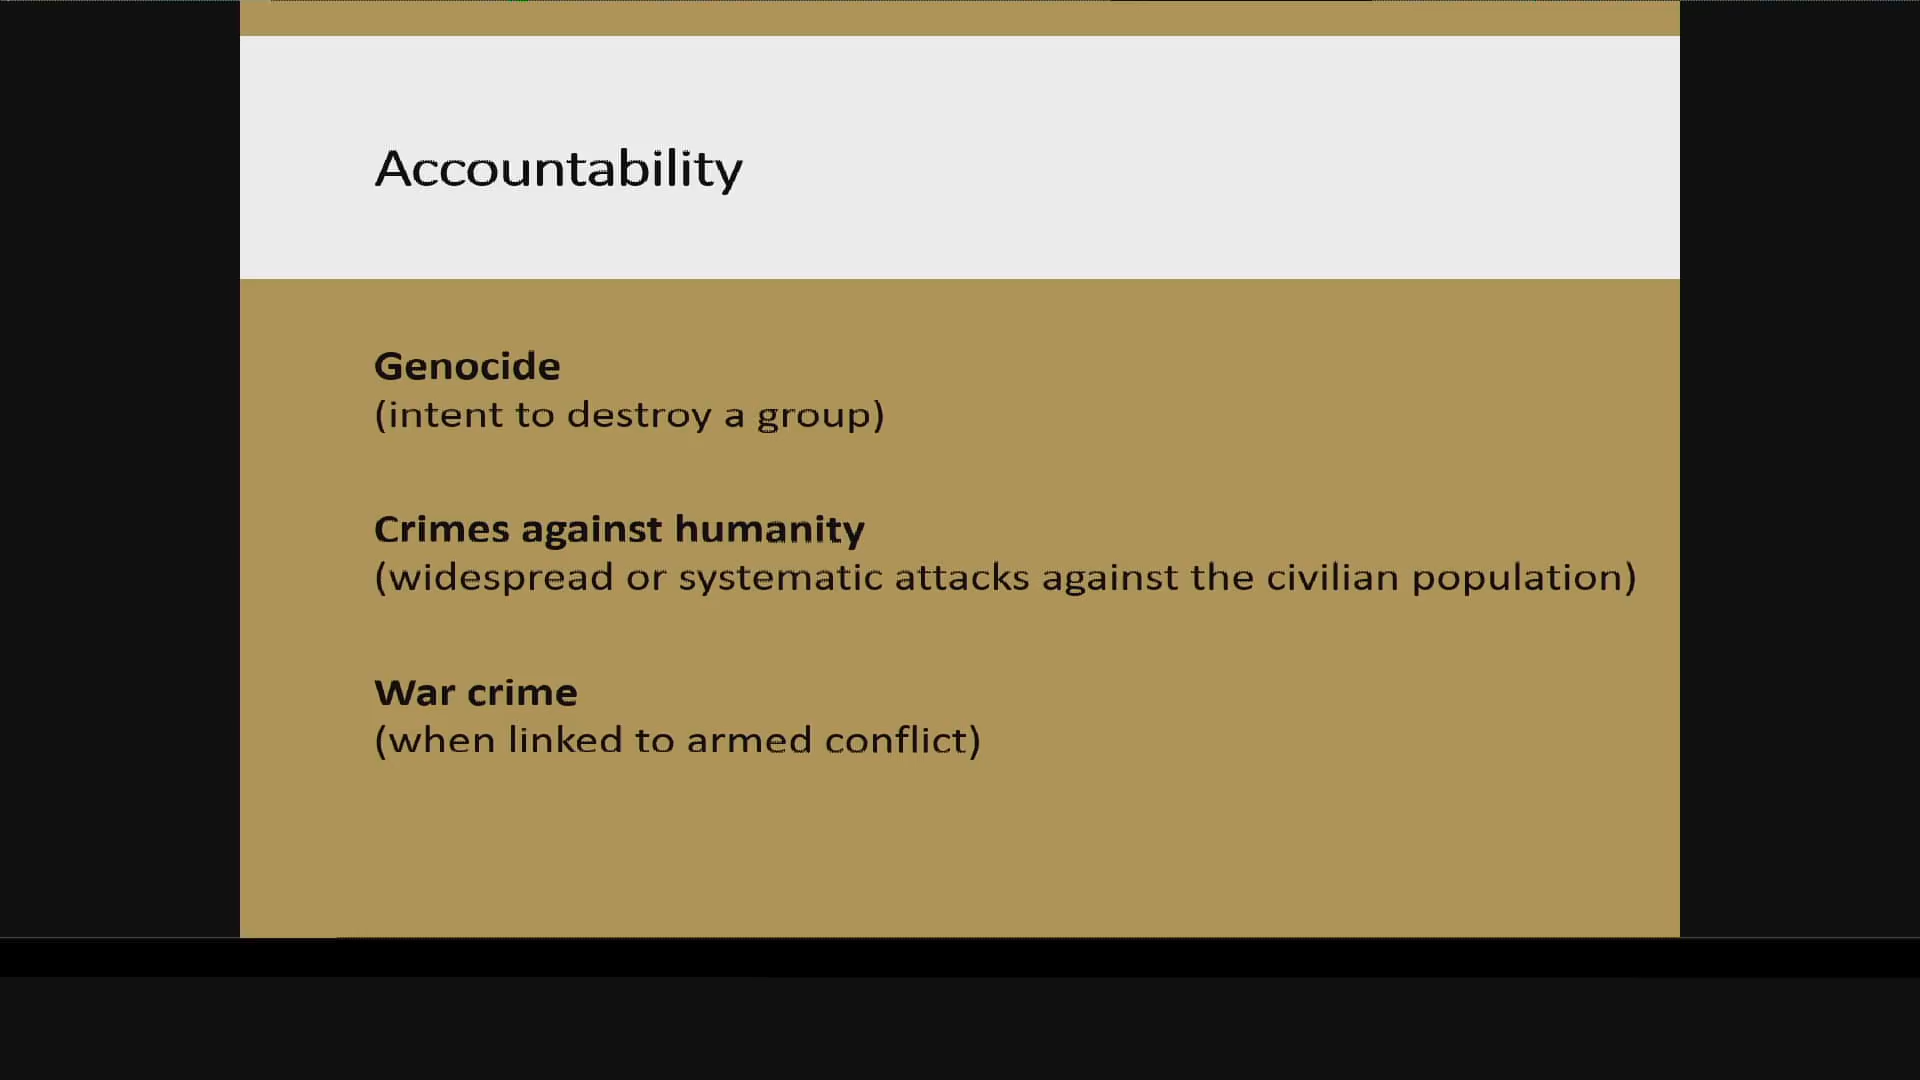 Accountability
Genocide
(intent to destroy a group)
Crimes against humanity
(widespread or systematic attacks against the civilian population)
War crime
(when linked to armed conflict)